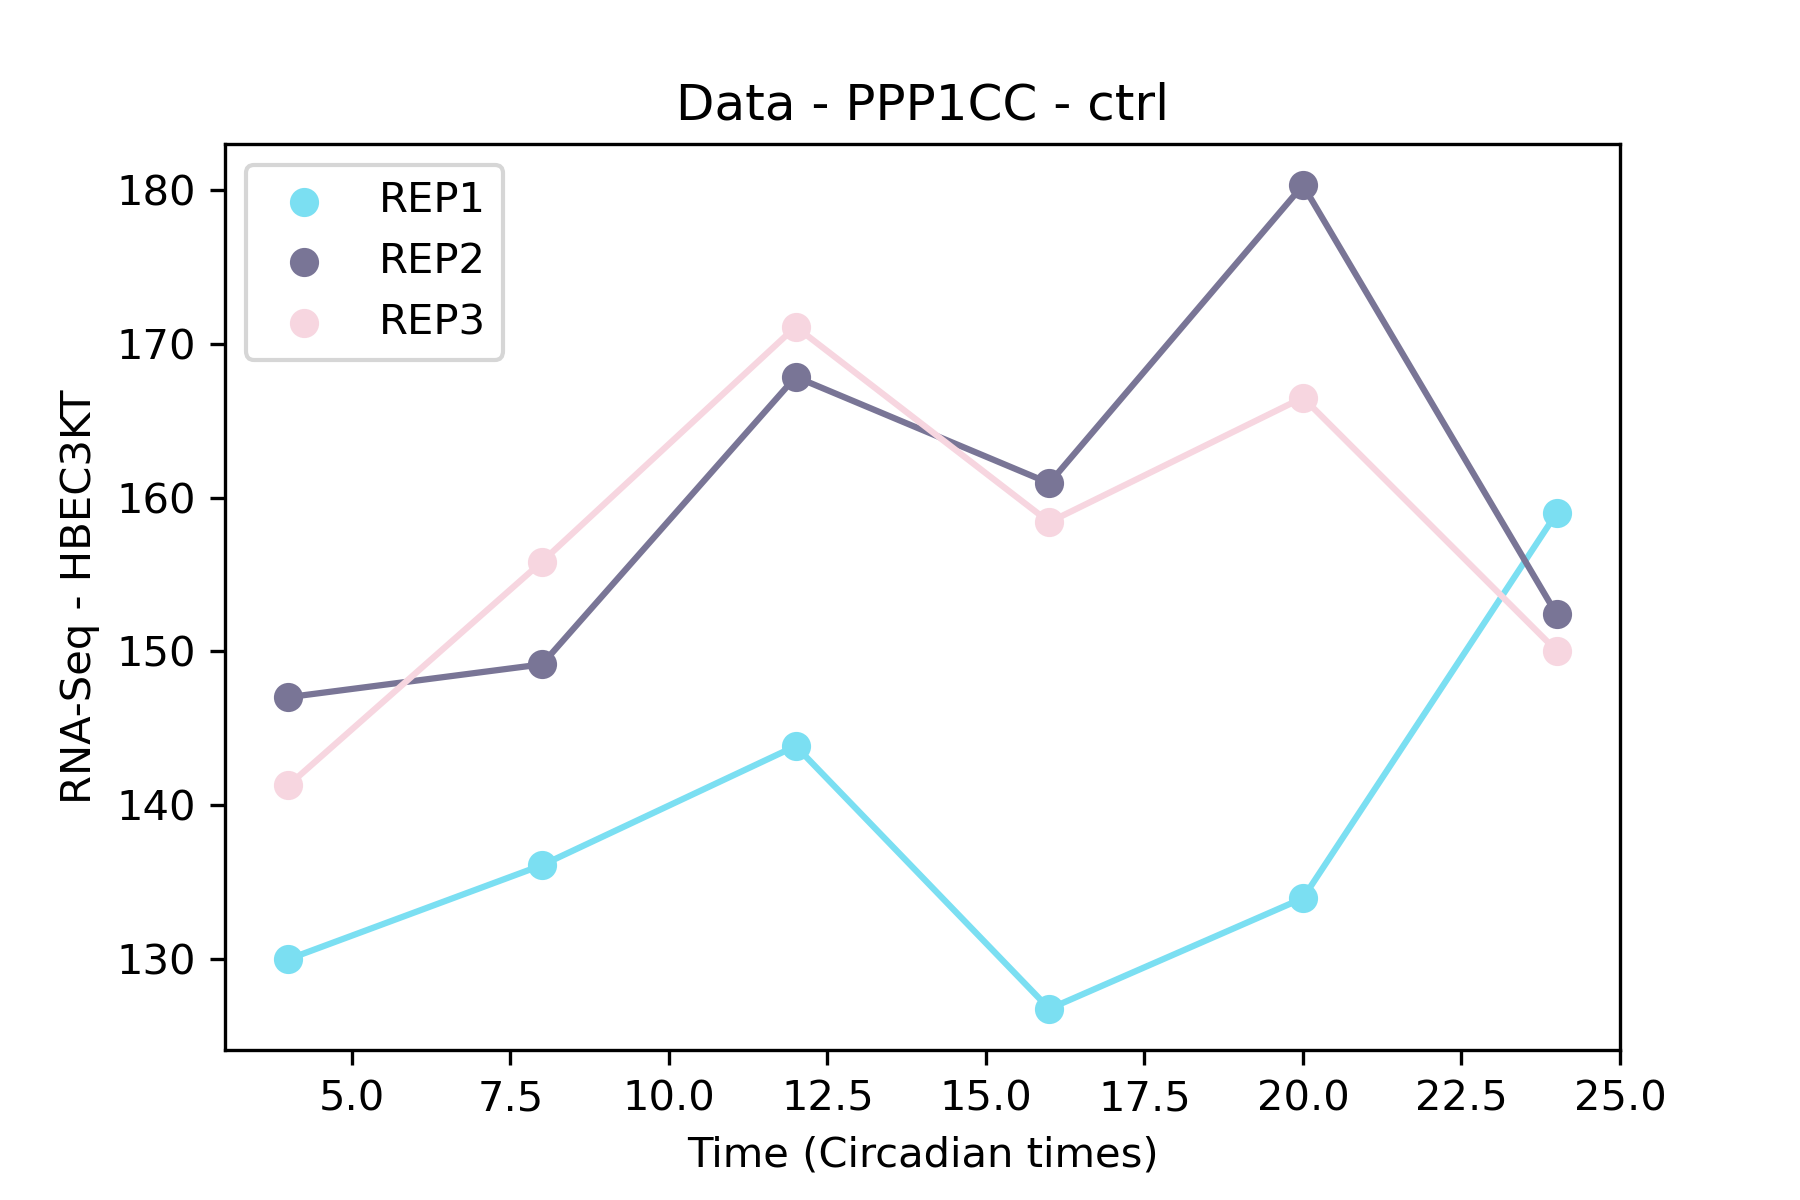 Data - PPP1CC - ctrl
REP1
REP2
REP3
180
170
160
150
140
130
RNA-Seq - HBEC3KT
5.0 7.5 10.0 12.5 15.0 17.5 20.0 22.5 25.0
Time (Circadian times)